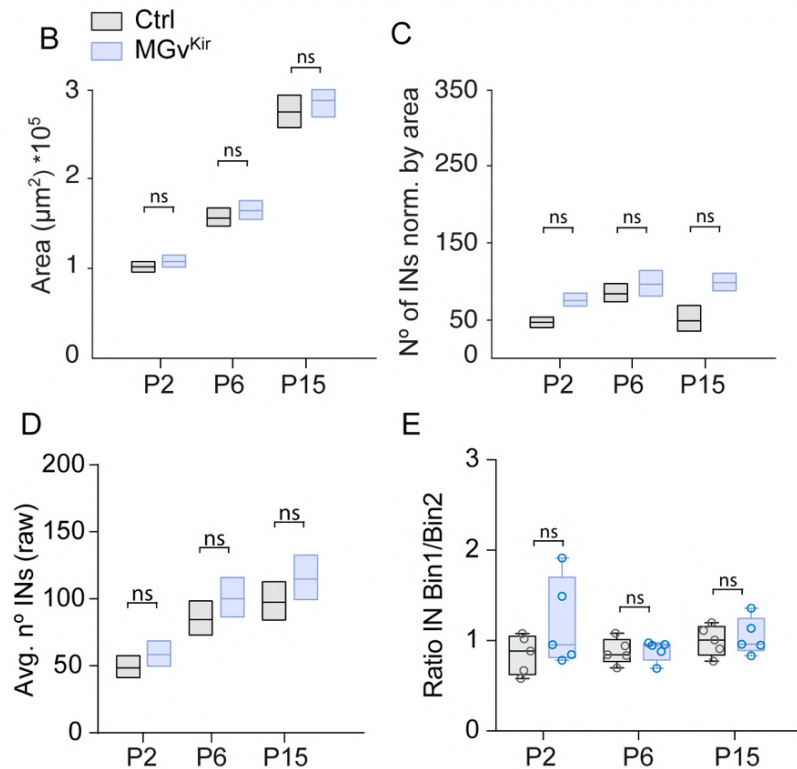 B
Ctrl
MGvᴷⁱʳ
Area (µm²) *10⁵
3
2
1
0
ns
ns
ns
P2
P6
P15
C
Nº of INs norm. by area
350
250
150
50
0
ns
ns
ns
P2
P6
P15
D
Avg. nº INs (raw)
200
150
100
50
0
ns
ns
ns
P2
P6
P15
E
Ratio IN Bin1/Bin2
3
2
1
0
ns
ns
ns
P2
P6
P15